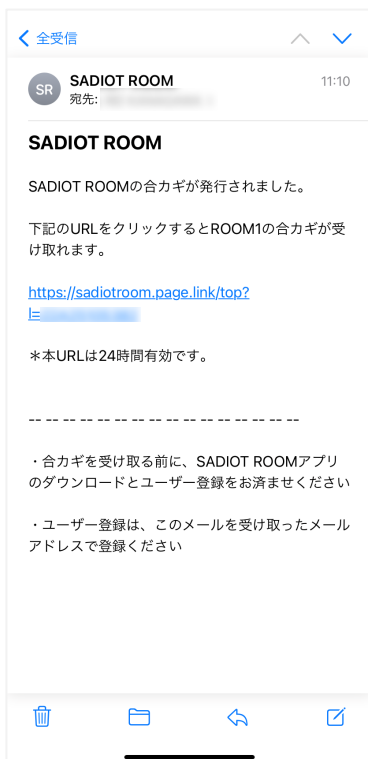 全受信
SR
SADIOT ROOM
11:10
宛先:
SADIOT ROOM
SADIOT ROOMの合カギが発行されました。
下記のURLをクリックするとROOM1の合カギが受
け取れます。
https://sadiotroom.page.link/top?
l=
＊本URLは24時間有効です。
-- -- -- -- -- -- -- -- -- -- -- -- -- -- -- --
・合カギを受け取る前に、SADIOT ROOMアプリ
のダウンロードとユーザー登録をお済ませください
・ユーザー登録は、このメールを受け取ったメール
アドレスで登録ください